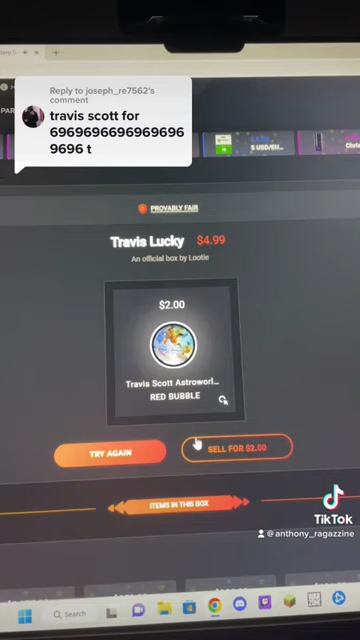 Reply to joseph_re7562's
comment
travis scott for
6969696696969696
9696 t
PROVABLY FAIR
Travis Lucky $4.99
An official box by Lootie
$2.00
Travis Scott Astroworl...
RED BUBBLE
TRY AGAIN
SELL FOR $2.00
ITEMS IN THIS BOX
TikTok
@anthony_ragazzine
Search